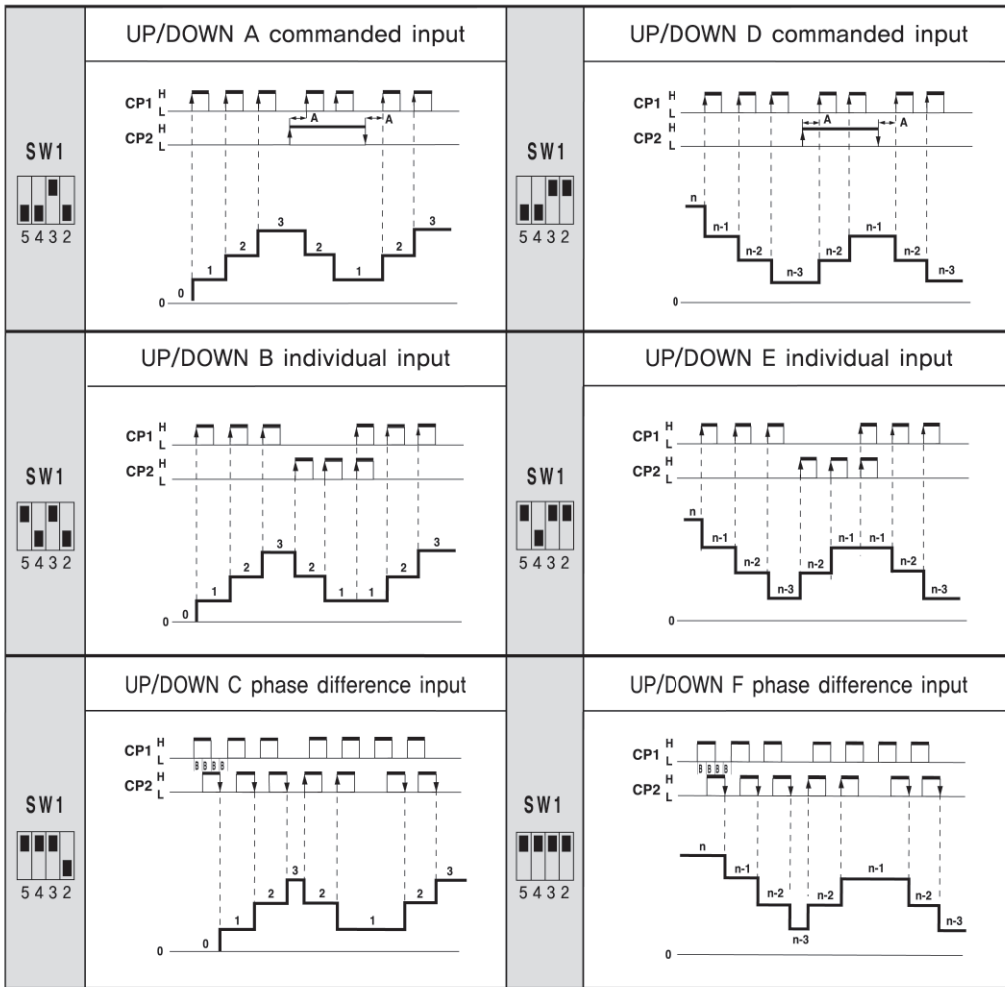 UP/DOWN A commanded input
SW1
5 4 3 2
CP1 H
L
CP2 H
L
A
A
0
1
2
3
2
1
2
3
0
UP/DOWN D commanded input
SW1
5 4 3 2
CP1 H
L
CP2 H
L
A
A
n
n-1
n-2
n-3
n-2
n-1
n-2
n-3
0
UP/DOWN B individual input
SW1
5 4 3 2
CP1 H
L
CP2 H
L
0
1
2
3
2
1
1
2
3
0
UP/DOWN E individual input
SW1
5 4 3 2
CP1 H
L
CP2 H
L
n
n-1
n-2
n-3
n-2
n-1
n-1
n-2
n-3
0
UP/DOWN C phase difference input
SW1
5 4 3 2
CP1 H
L
B B B B
CP2 H
L
0
1
2
3
2
1
2
3
0
UP/DOWN F phase difference input
SW1
5 4 3 2
CP1 H
L
B B B B
CP2 H
L
n
n-1
n-2
n-3
n-2
n-1
n-2
n-3
0